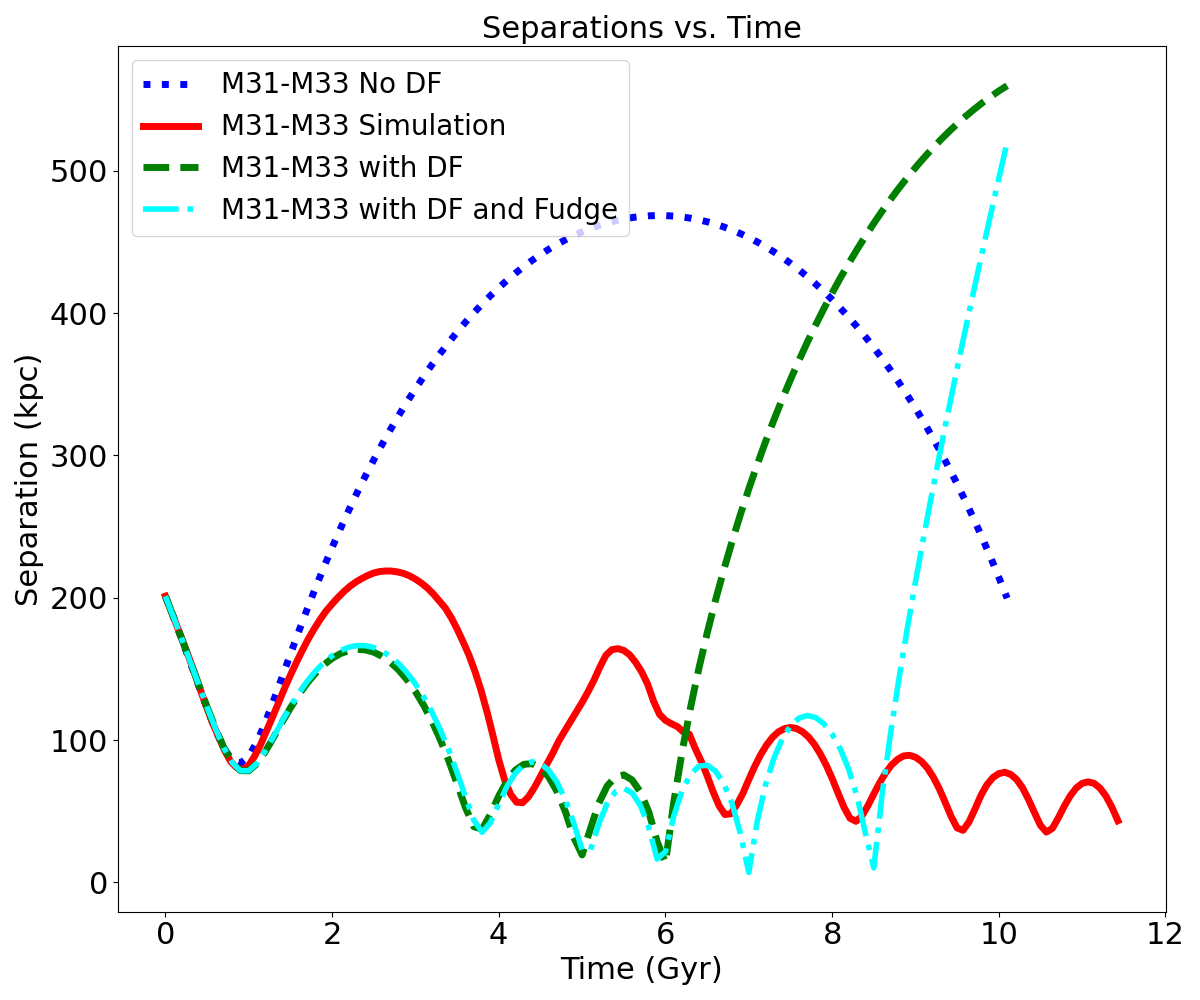 Separations vs. Time
M31-M33 No DF
M31-M33 Simulation
M31-M33 with DF
M31-M33 with DF and Fudge
Separation (kpc)
500
400
300
200
100
0
0 2 4 6 8 10 12
Time (Gyr)